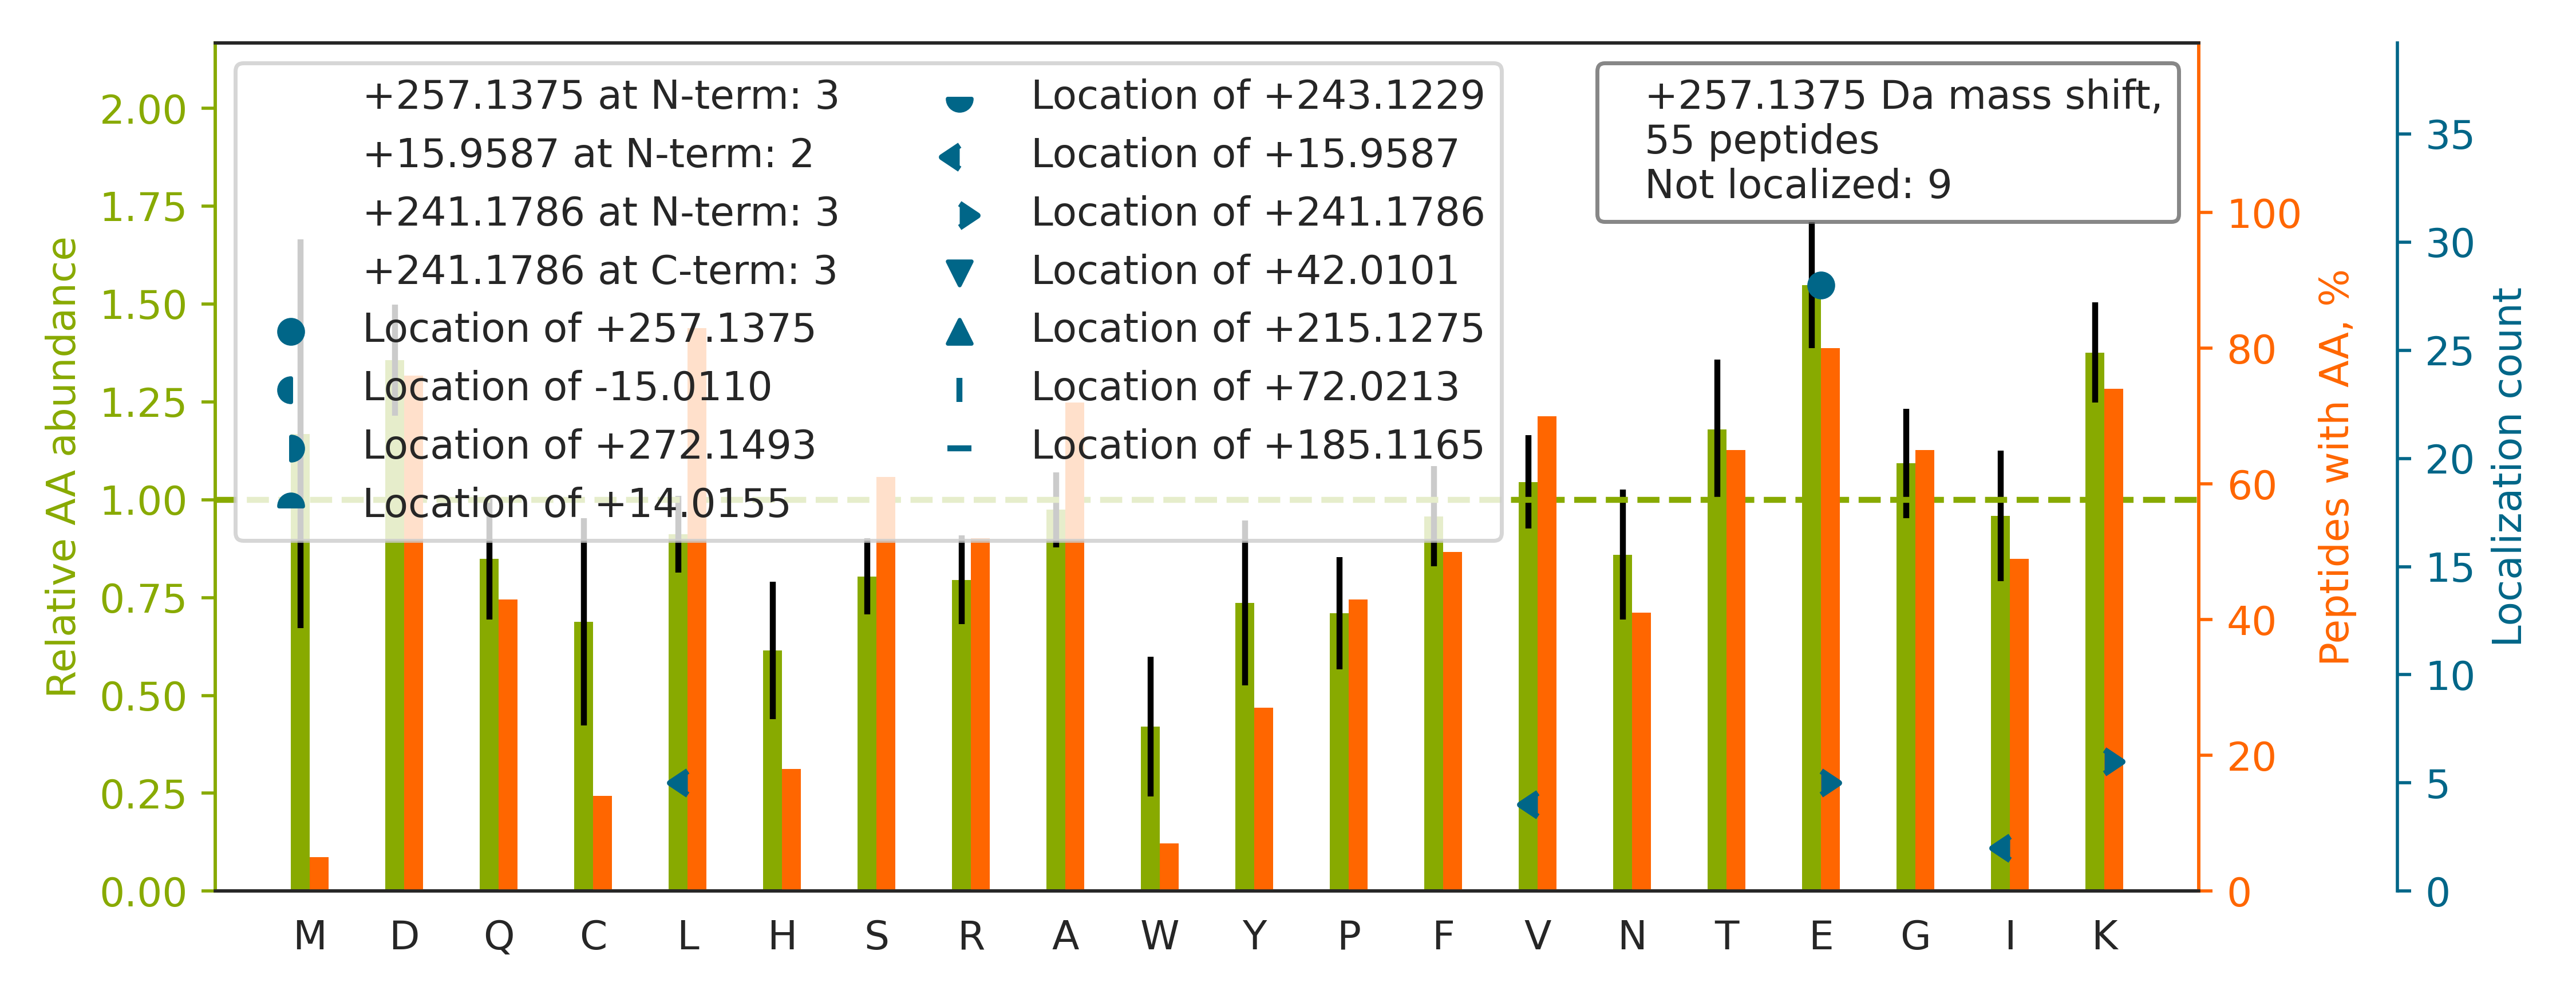 +257.1375 at N-term: 3
+15.9587 at N-term: 2
+241.1786 at N-term: 3
+241.1786 at C-term: 3
Location of +257.1375
Location of -15.0110
Location of +272.1493
Location of +14.0155
Location of +243.1229
Location of +15.9587
Location of +241.1786
Location of +42.0101
Location of +215.1275
Location of +72.0213
Location of +185.1165
+257.1375 Da mass shift,
55 peptides
Not localized: 9
Relative AA abundance
2.00
1.75
1.50
1.25
1.00
0.75
0.50
0.25
0.00
M D Q C L H S R A W Y P F V N T E G I K
100
80
60
40
20
0
Peptides with AA, %
35
30
25
20
15
10
5
0
Localization count